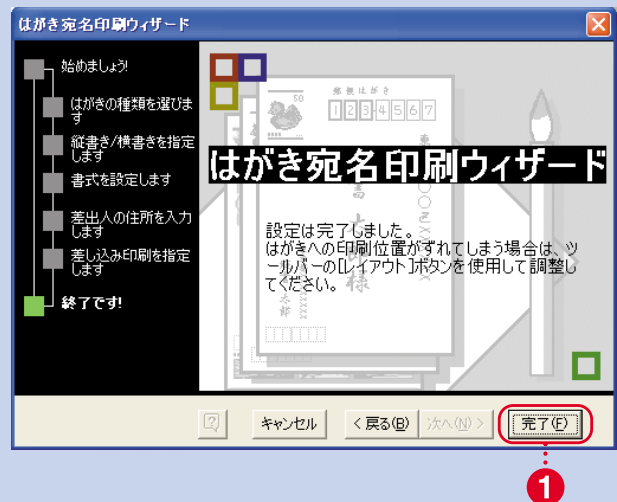 はがき宛名印刷ウィザード
始めましょう!
はがきの種類を選びま
す
縦書き/横書きを指定
します
書式を設定します
差出人の住所を入力
します
差し込み印刷を指定
します
終了です!
50
郵便はがき
1234567
はがき宛名印刷ウィザード
設定は完了しました。
はがきへの印刷位置がずれてしまう場合は、ツ
ールバーの[レイアウト]ボタンを使用して調整し
てください。
? キャンセル < 戻る(B) 次へ(N) > 完了(F)
1